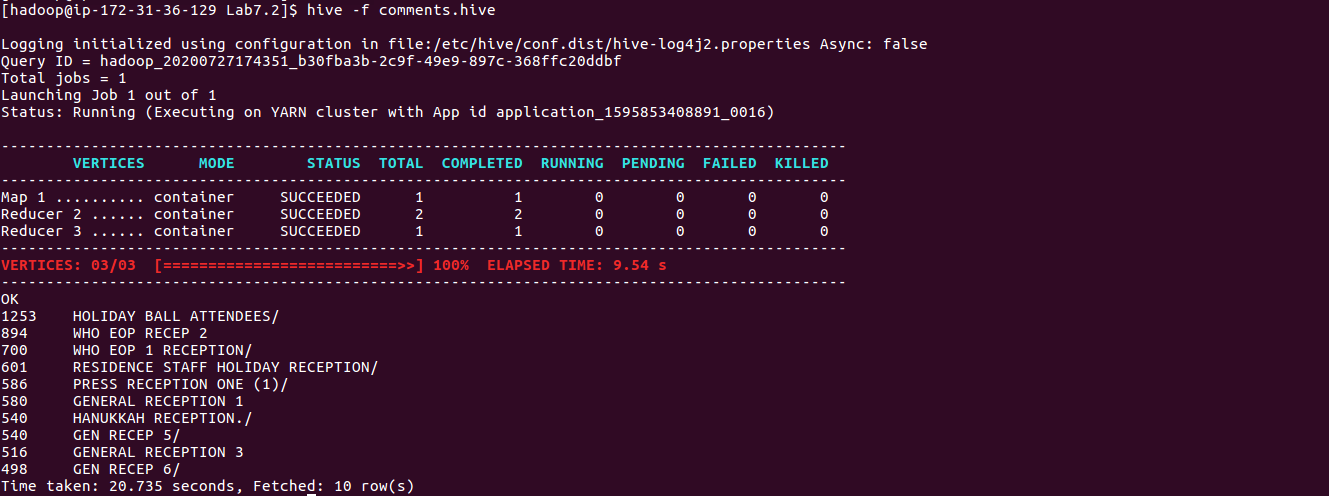 [hadoop@ip-172-31-36-129 Lab7.2]$ hive -f comments.hive
Logging initialized using configuration in file:/etc/hive/conf.dist/hive-log4j2.properties Async: false
Query ID = hadoop_20200727174351_b30fba3b-2c9f-49e9-897c-368ffc20ddbf
Total jobs = 1
Launching Job 1 out of 1
Status: Running (Executing on YARN cluster with App id application_1595853408891_0016)
----------------------------------------------------------------------------------------------
        VERTICES      MODE        STATUS  TOTAL  COMPLETED  RUNNING  PENDING  FAILED  KILLED
----------------------------------------------------------------------------------------------
Map 1 .......... container     SUCCEEDED      1          1        0        0       0       0
Reducer 2 ...... container     SUCCEEDED      2          2        0        0       0       0
Reducer 3 ...... container     SUCCEEDED      1          1        0        0       0       0
----------------------------------------------------------------------------------------------
VERTICES: 03/03  [==========================>>] 100%  ELAPSED TIME: 9.54 s
----------------------------------------------------------------------------------------------
OK
1253    HOLIDAY BALL ATTENDEES/
894     WHO EOP RECEP 2
700     WHO EOP 1 RECEPTION/
601     RESIDENCE STAFF HOLIDAY RECEPTION/
586     PRESS RECEPTION ONE (1)/
580     GENERAL RECEPTION 1
540     HANUKKAH RECEPTION./
540     GEN RECEP 5/
516     GENERAL RECEPTION 3
498     GEN RECEP 6/
Time taken: 20.735 seconds, Fetched: 10 row(s)